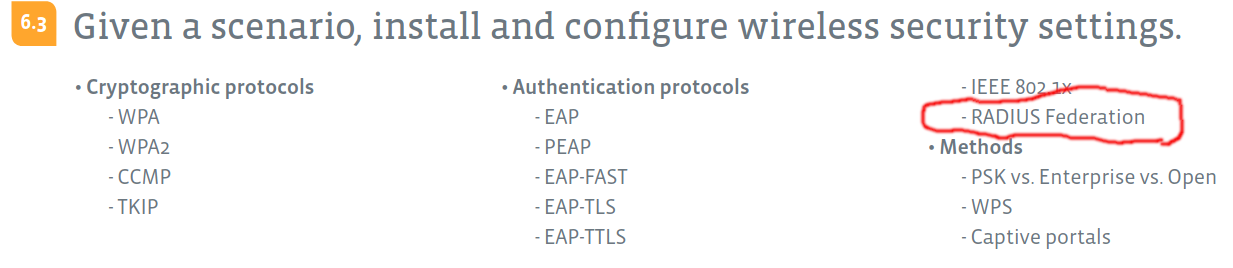 6.3 Given a scenario, install and configure wireless security settings.
• Cryptographic protocols
- WPA
- WPA2
- CCMP
- TKIP
• Authentication protocols
- EAP
- PEAP
- EAP-FAST
- EAP-TLS
- EAP-TTLS
- IEEE 802.1x
- RADIUS Federation
• Methods
- PSK vs. Enterprise vs. Open
- WPS
- Captive portals